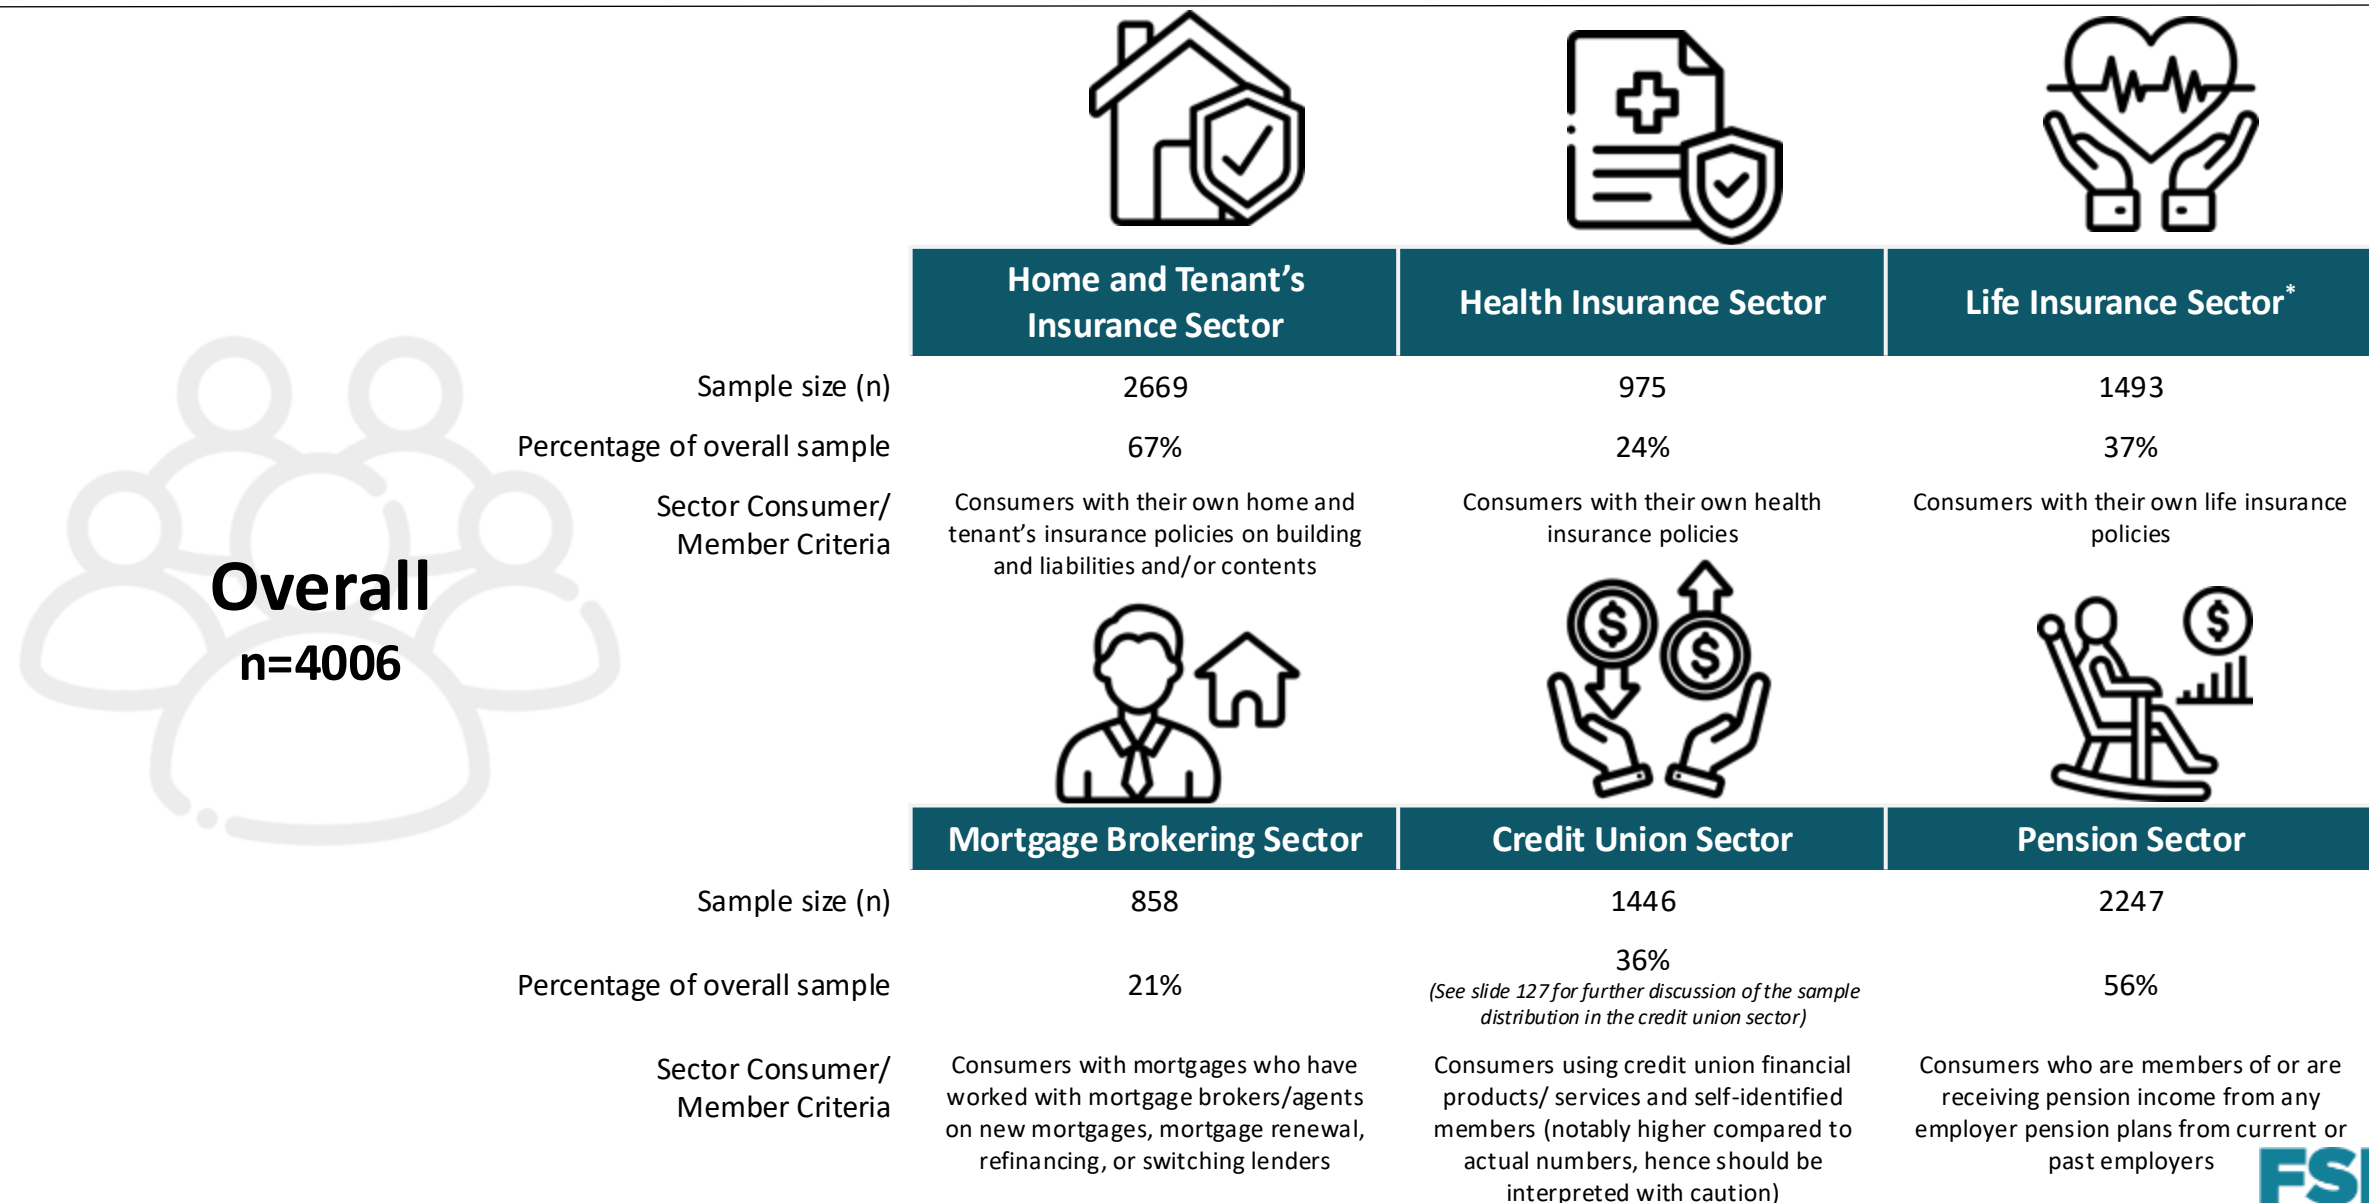 Overall
n=4006
Home and Tenant's
Insurance Sector
Health Insurance Sector
Life Insurance Sector*
Sample size (n)
2669
975
1493
Percentage of overall sample
67%
24%
37%
Sector Consumer/
Member Criteria
Consumers with their own home and
tenant's insurance policies on building
and liabilities and/or contents
Consumers with their own health
insurance policies
Consumers with their own life insurance
policies
Mortgage Brokering Sector
Credit Union Sector
Pension Sector
Sample size (n)
858
1446
2247
Percentage of overall sample
21%
36%
(See slide 127 for further discussion of the sample
distribution in the credit union sector)
56%
Sector Consumer/
Member Criteria
Consumers with mortgages who have
worked with mortgage brokers/agents
on new mortgages, mortgage renewal,
refinancing, or switching lenders
Consumers using credit union financial
products/ services and self-identified
members (notably higher compared to
actual numbers, hence should be
interpreted with caution)
Consumers who are members of or are
receiving pension income from any
employer pension plans from current or
past employers